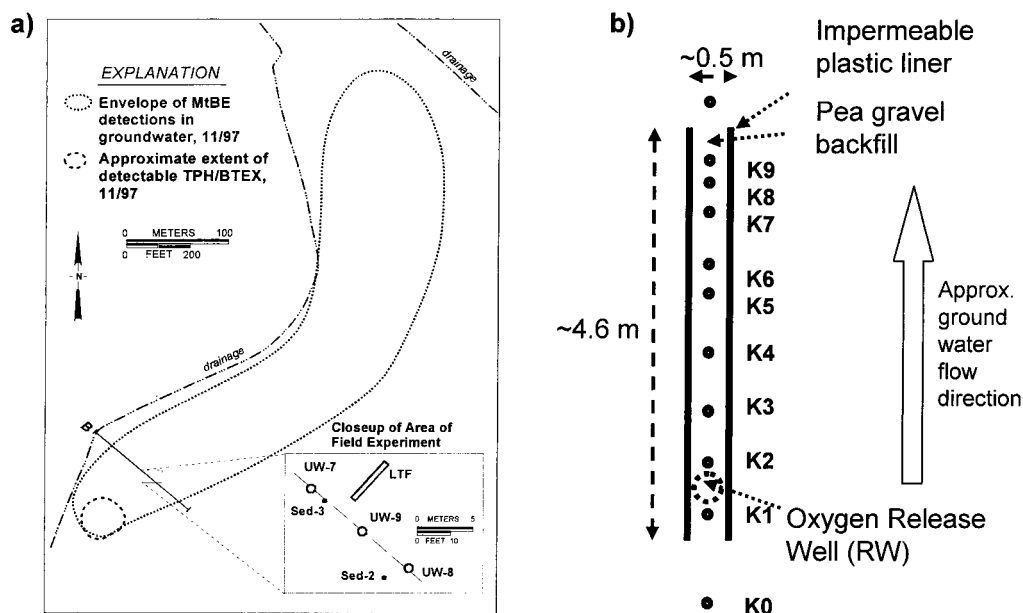 a)
EXPLANATION
Envelope of MtBE
detections in
groundwater, 11/97
Approximate extent of
detectable TPH/BTEX,
11/97
0 METERS 100
0 FEET 200
N
drainage
drainage
B
Closeup of Area of
Field Experiment
UW-7
LTF
Sed-3
UW-9
0 METERS 5
0 FEET 10
Sed-2
UW-8
b)
~0.5 m
Impermeable
plastic liner
Pea gravel
backfill
K9
K8
K7
K6
K5
~4.6 m
K4
K3
K2
K1
Oxygen Release
Well (RW)
K0
Approx.
ground
water
flow
direction